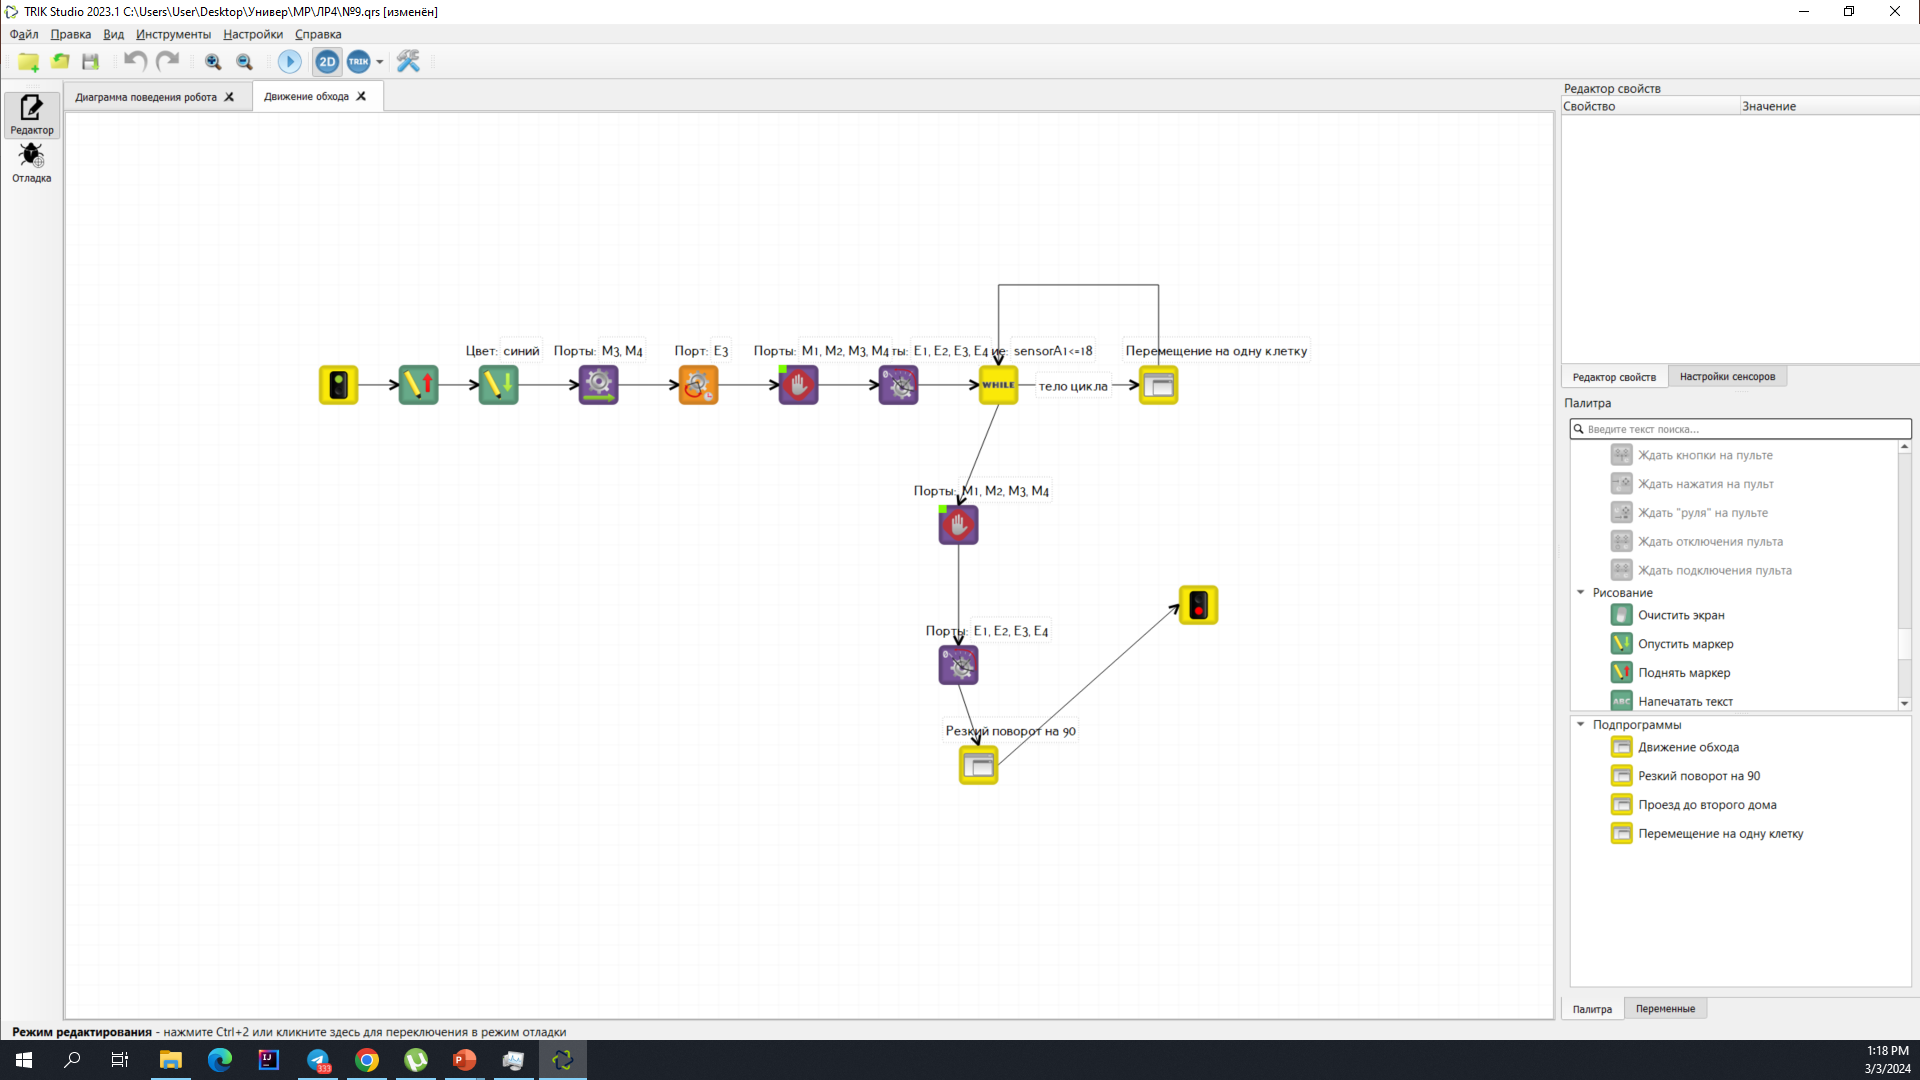 TRIK Studio 2023.1 C:\Users\User\Desktop\Универ\МР\ЛР4\№9.qrs [изменён]
Файл Правка Вид Инструменты Настройки Справка
2D TRIK
Диаграмма поведения робота Движение обхода
Редактор
Отладка
Цвет: синий Порты: M3, M4 Порт: E3 Порты: M1, M2, M3, M4 ты: E1, E2, E3, E4 ие: sensorA1<=18 Перемещение на одну клетку
WHILE тело цикла
Порты: M1, M2, M3, M4
Порты: E1, E2, E3, E4
Резкий поворот на 90
Редактор свойств
Свойство Значение
Редактор свойств Настройки сенсоров
Палитра
Введите текст поиска...
Ждать кнопки на пульте
Ждать нажатия на пульт
Ждать "руля" на пульте
Ждать отключения пульта
Ждать подключения пульта
Рисование
Очистить экран
Опустить маркер
Поднять маркер
ABC Напечатать текст
Подпрограммы
Движение обхода
Резкий поворот на 90
Проезд до второго дома
Перемещение на одну клетку
Палитра Переменные
Режим редактирования - нажмите Ctrl+2 или кликните здесь для переключения в режим отладки
IJ 333 P
1:18 PM
3/3/2024